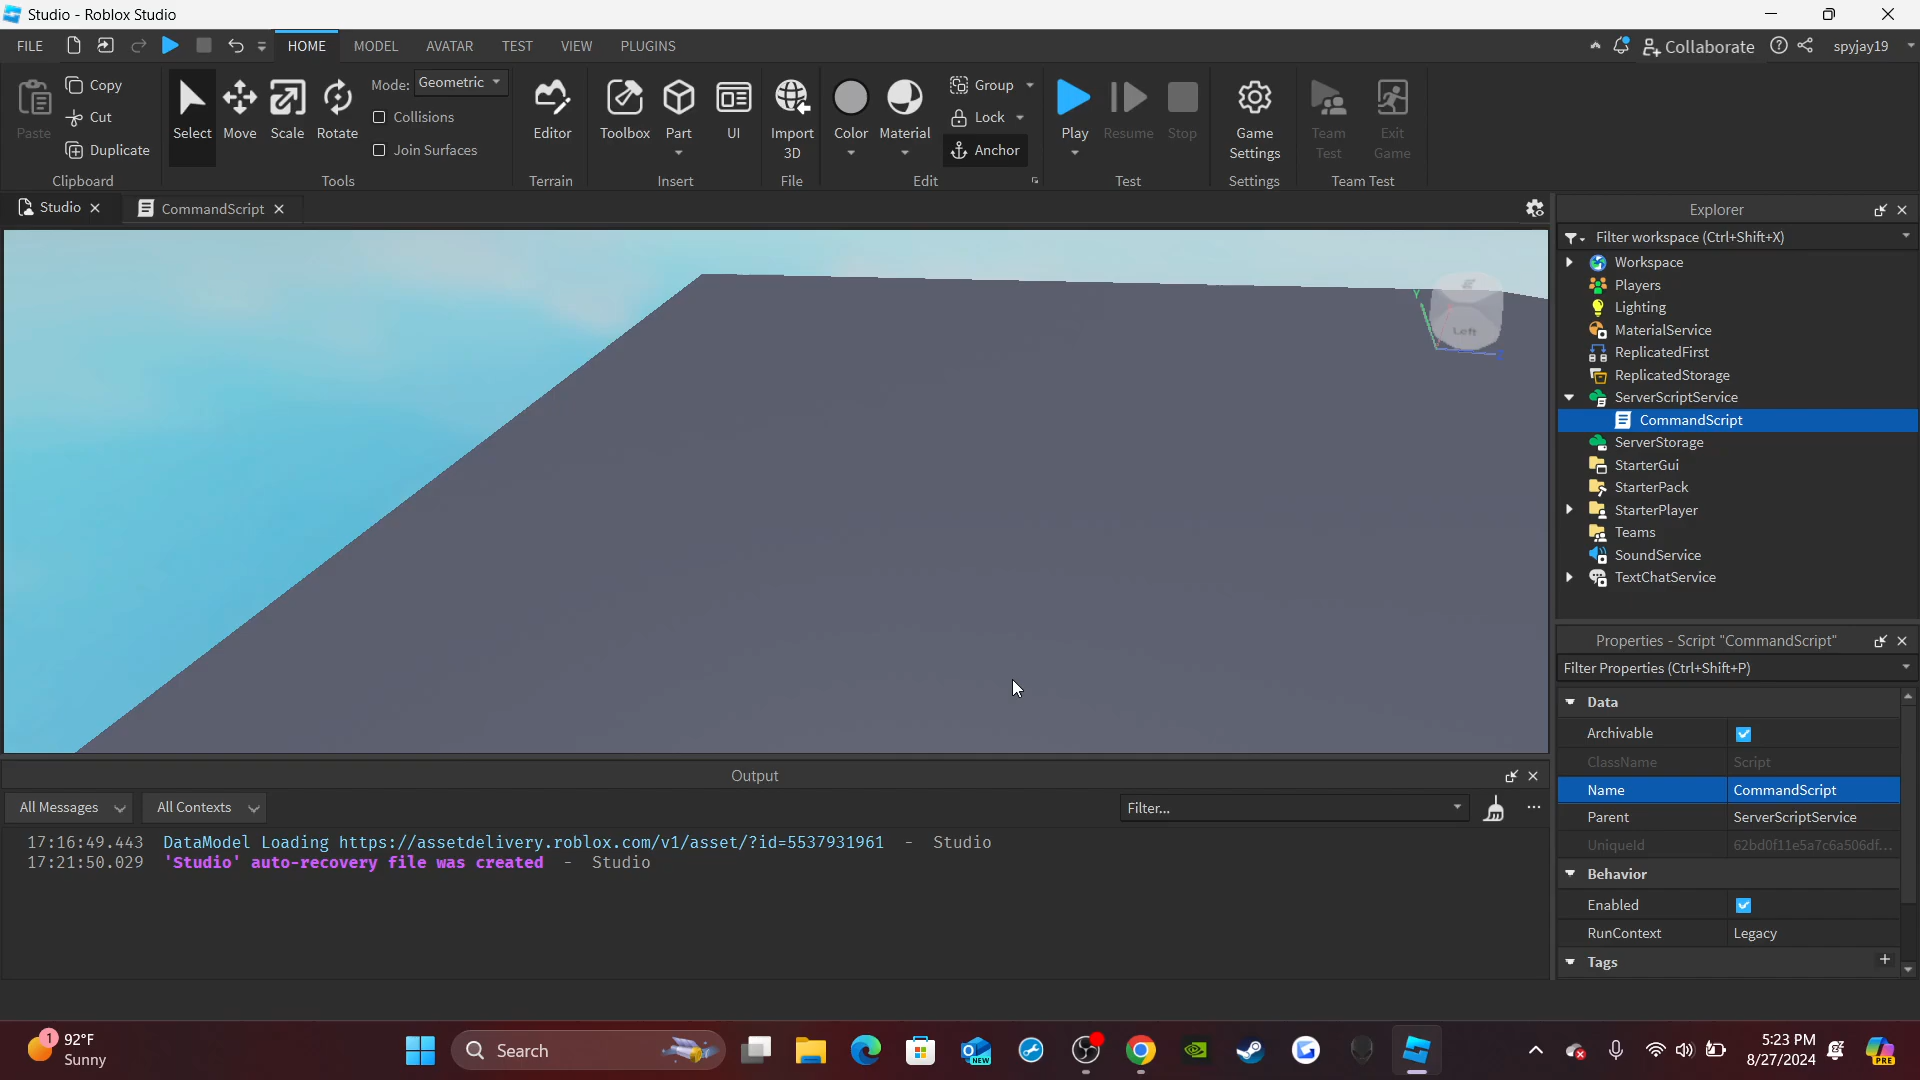 Studio - Roblox Studio
FILE HOME MODEL AVATAR TEST VIEW PLUGINS Collaborate spyjay19
Paste Copy Cut Duplicate Clipboard
Select Move Scale Rotate Mode: Geometric Collisions Join Surfaces Tools
Editor Terrain
Toolbox Part UI Insert
Import 3D File
Color Material Group Lock Anchor Edit
Play Resume Stop Test
Game Settings Settings
Team Test Exit Game Team Test
Studio CommandScript
Left
Explorer
Filter workspace (Ctrl+Shift+X)
Workspace
Players
Lighting
MaterialService
ReplicatedFirst
ReplicatedStorage
ServerScriptService
CommandScript
ServerStorage
StarterGui
StarterPack
StarterPlayer
Teams
SoundService
TextChatService
Properties - Script "CommandScript"
Filter Properties (Ctrl+Shift+P)
Data
Archivable
ClassName Script
Name CommandScript
Parent ServerScriptService
UniqueId 62bd0f11e5a7c6a506df...
Behavior
Enabled
RunContext Legacy
Tags +
Output
All Messages All Contexts Filter... ...
17:16:49.443 DataModel Loading https://assetdelivery.roblox.com/v1/asset/?id=5537931961 - Studio
17:21:50.029 'Studio' auto-recovery file was created - Studio
1 92°F
Sunny
Search
NEW
5:23 PM
8/27/2024
PRE